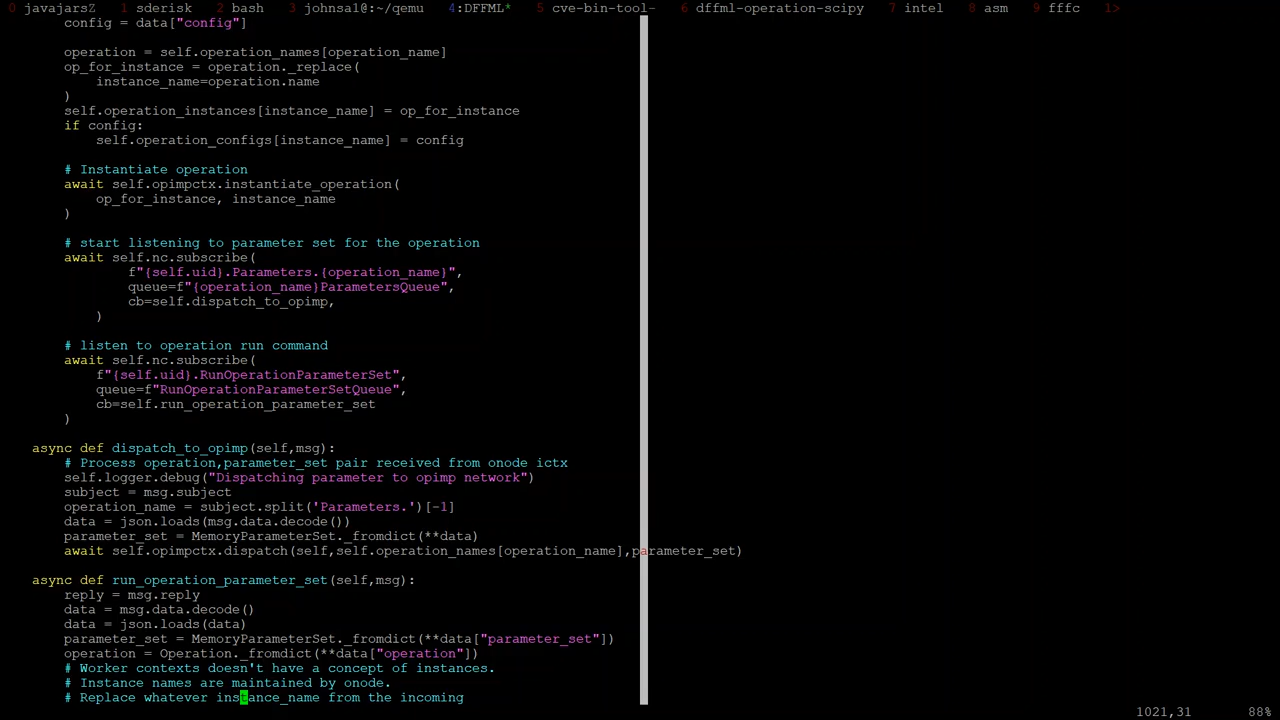 0 javajarsZ  1 sderisk  2 bash  3 johnsa1@:~/qemu  4:DFFML*  5 cve-bin-tool-  6 dffml-operation-scipy  7 intel  8 asm  9 fffc  1>
config = data["config"]
operation = self.operation_names[operation_name]
op_for_instance = operation._replace(
instance_name=operation.name
)
self.operation_instances[instance_name] = op_for_instance
if config:
self.operation_configs[instance_name] = config
# Instantiate operation
await self.opimpctx.instantiate_operation(
op_for_instance, instance_name
)
# start listening to parameter set for the operation
await self.nc.subscribe(
f"{self.uid}.Parameters.{operation_name}",
queue=f"{operation_name}ParametersQueue",
cb=self.dispatch_to_opimp,
)
# listen to operation run command
await self.nc.subscribe(
f"{self.uid}.RunOperationParameterSet",
queue=f"RunOperationParameterSetQueue",
cb=self.run_operation_parameter_set
)
async def dispatch_to_opimp(self,msg):
# Process operation,parameter_set pair received from onode ictx
self.logger.debug("Dispatching parameter to opimp network")
subject = msg.subject
operation_name = subject.split('Parameters.')[-1]
data = json.loads(msg.data.decode())
parameter_set = MemoryParameterSet._fromdict(**data)
await self.opimpctx.dispatch(self,self.operation_names[operation_name],parameter_set)
async def run_operation_parameter_set(self,msg):
reply = msg.reply
data = msg.data.decode()
data = json.loads(data)
parameter_set = MemoryParameterSet._fromdict(**data["parameter_set"])
operation = Operation._fromdict(**data["operation"])
# Worker contexts doesn't have a concept of instances.
# Instance names are maintained by onode.
# Replace whatever instance_name from the incoming
1021,31  88%